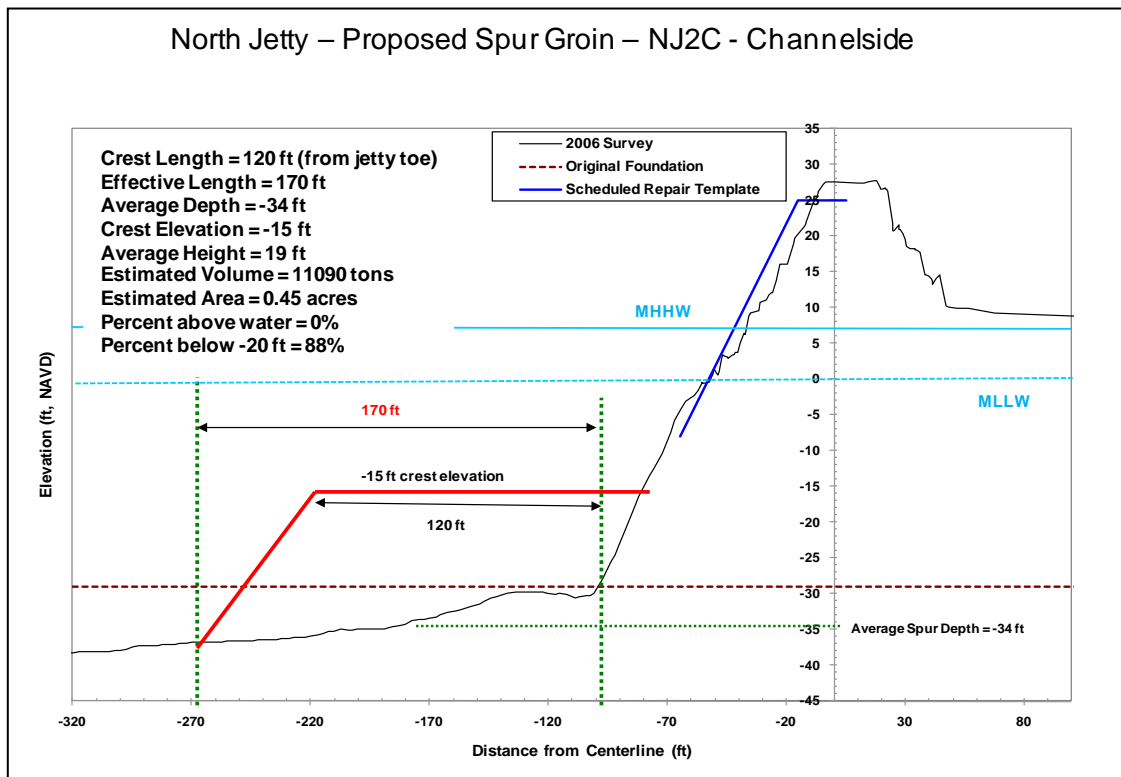 North Jetty – Proposed Spur Groin – NJ2C - Channelside
Crest Length = 120 ft (from jetty toe)
Effective Length = 170 ft
Average Depth = -34 ft
Crest Elevation = -15 ft
Average Height = 19 ft
Estimated Volume = 11090 tons
Estimated Area = 0.45 acres
Percent above water = 0%
Percent below -20 ft = 88%
2006 Survey
Original Foundation
Scheduled Repair Template
35
30
25
20
15
10
5
0
-5
-10
-15
-20
-25
-30
-35
-40
-45
MHHW
MLLW
170 ft
-15 ft crest elevation
120 ft
Average Spur Depth = -34 ft
Elevation (ft, NAVD)
-320
-270
-220
-170
-120
-70
-20
30
80
Distance from Centerline (ft)